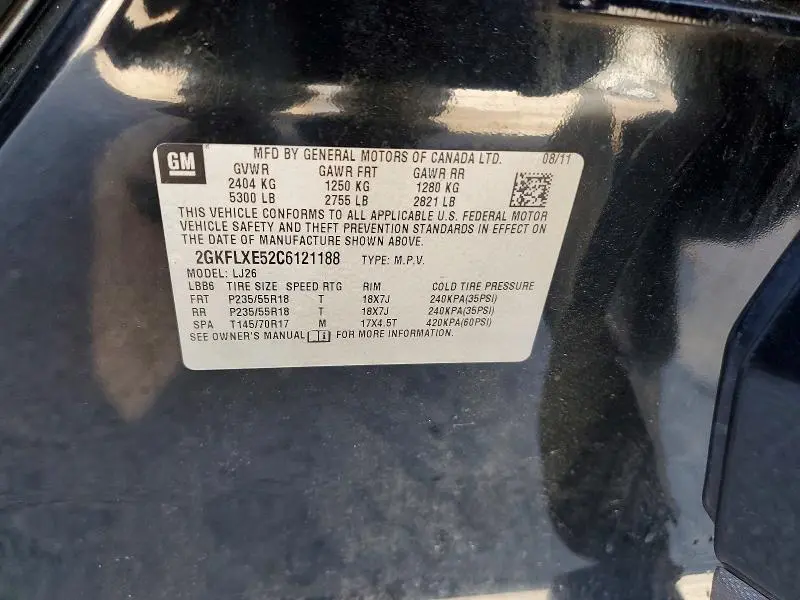 GM
MFD BY GENERAL MOTORS OF CANADA LTD. 08/11
GVWR GAWR FRT GAWR RR
2404 KG 1250 KG 1280 KG
5300 LB 2755 LB 2821 LB
THIS VEHICLE CONFORMS TO ALL APPLICABLE U.S. FEDERAL MOTOR
VEHICLE SAFETY AND THEFT PREVENTION STANDARDS IN EFFECT ON
THE DATE OF MANUFACTURE SHOWN ABOVE.
2GKFLXE52C6121188 TYPE: M.P.V.
MODEL: LJ26
LBB6 TIRE SIZE SPEED RTG RIM COLD TIRE PRESSURE
FRT P235/55R18 T 18X7J 240KPA(35PSI)
RR P235/55R18 T 18X7J 240KPA(35PSI)
SPA T145/70R17 M 17X4.5T 420KPA(60PSI)
SEE OWNER'S MANUAL FOR MORE INFORMATION.